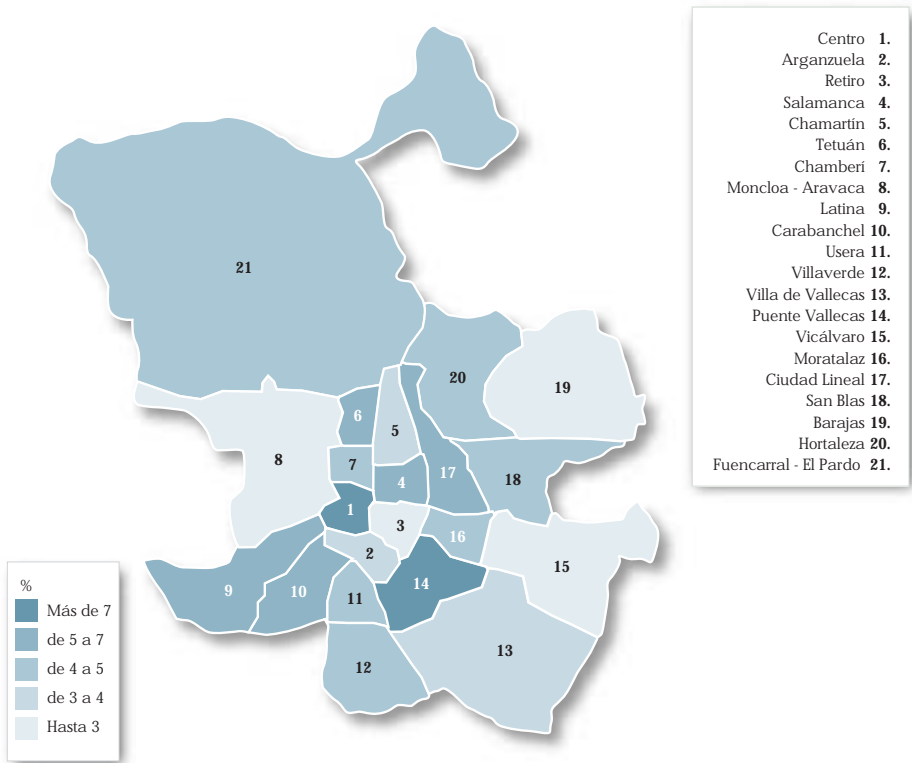 Centro 1.
Arganzuela 2.
Retiro 3.
Salamanca 4.
Chamartín 5.
Tetuán 6.
Chamberí 7.
Moncloa - Aravaca 8.
Latina 9.
Carabanchel 10.
Usera 11.
Villaverde 12.
Villa de Vallecas 13.
Puente Vallecas 14.
Vicálvaro 15.
Moratalaz 16.
Ciudad Lineal 17.
San Blas 18.
Barajas 19.
Hortaleza 20.
Fuencarral - El Pardo 21.
21
20
19
6
5
8
7
4
17
18
1
3
16
2
15
9
10
11
14
13
12
%
Más de 7
de 5 a 7
de 4 a 5
de 3 a 4
Hasta 3